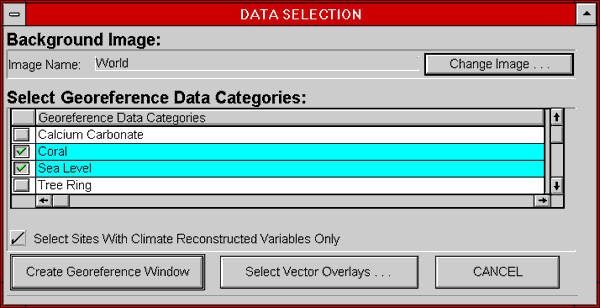 DATA SELECTION
Background Image:
Image Name: World Change Image . . .
Select Georeference Data Categories:
Georeference Data Categories
Calcium Carbonate
Coral
Sea Level
Tree Ring
Select Sites With Climate Reconstructed Variables Only
Create Georeference Window Select Vector Overlays . . . CANCEL